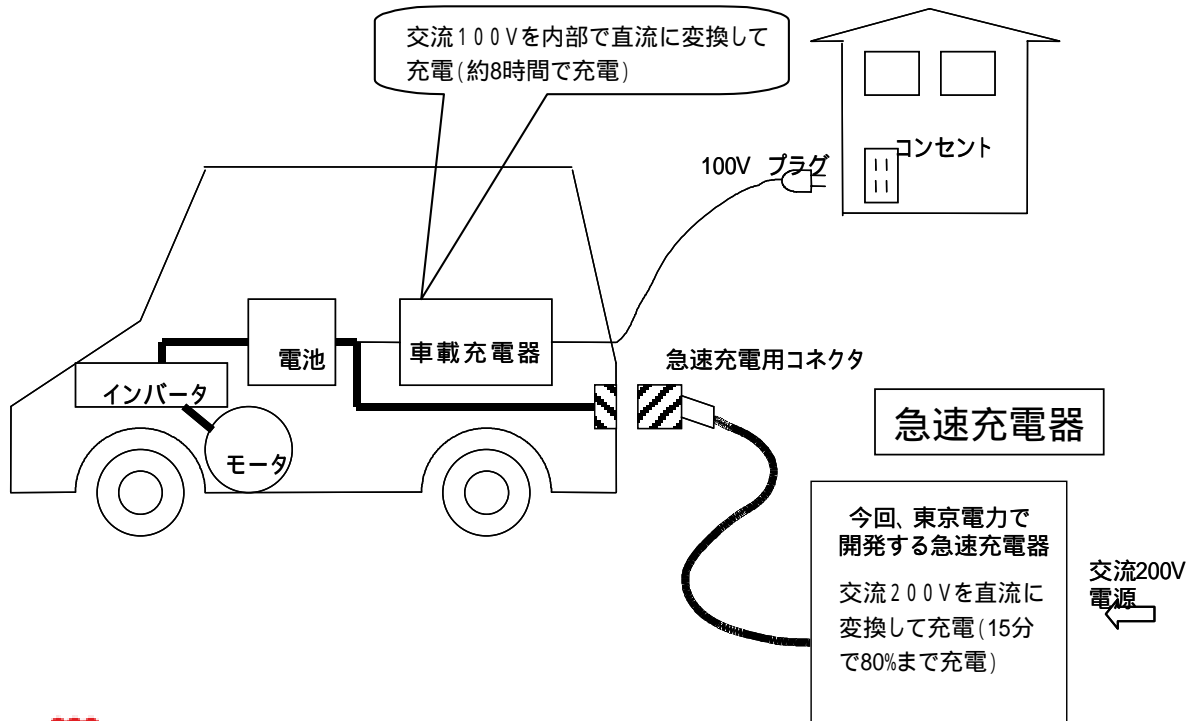 交流100Vを内部で直流に変換して
充電(約8時間で充電)
コンセント
100V プラグ
電池
車載充電器
急速充電用コネクタ
インバータ
モータ
急速充電器
今回、東京電力で
開発する急速充電器
交流200Vを直流に
変換して充電(15分
で80%まで充電)
交流200V
電源